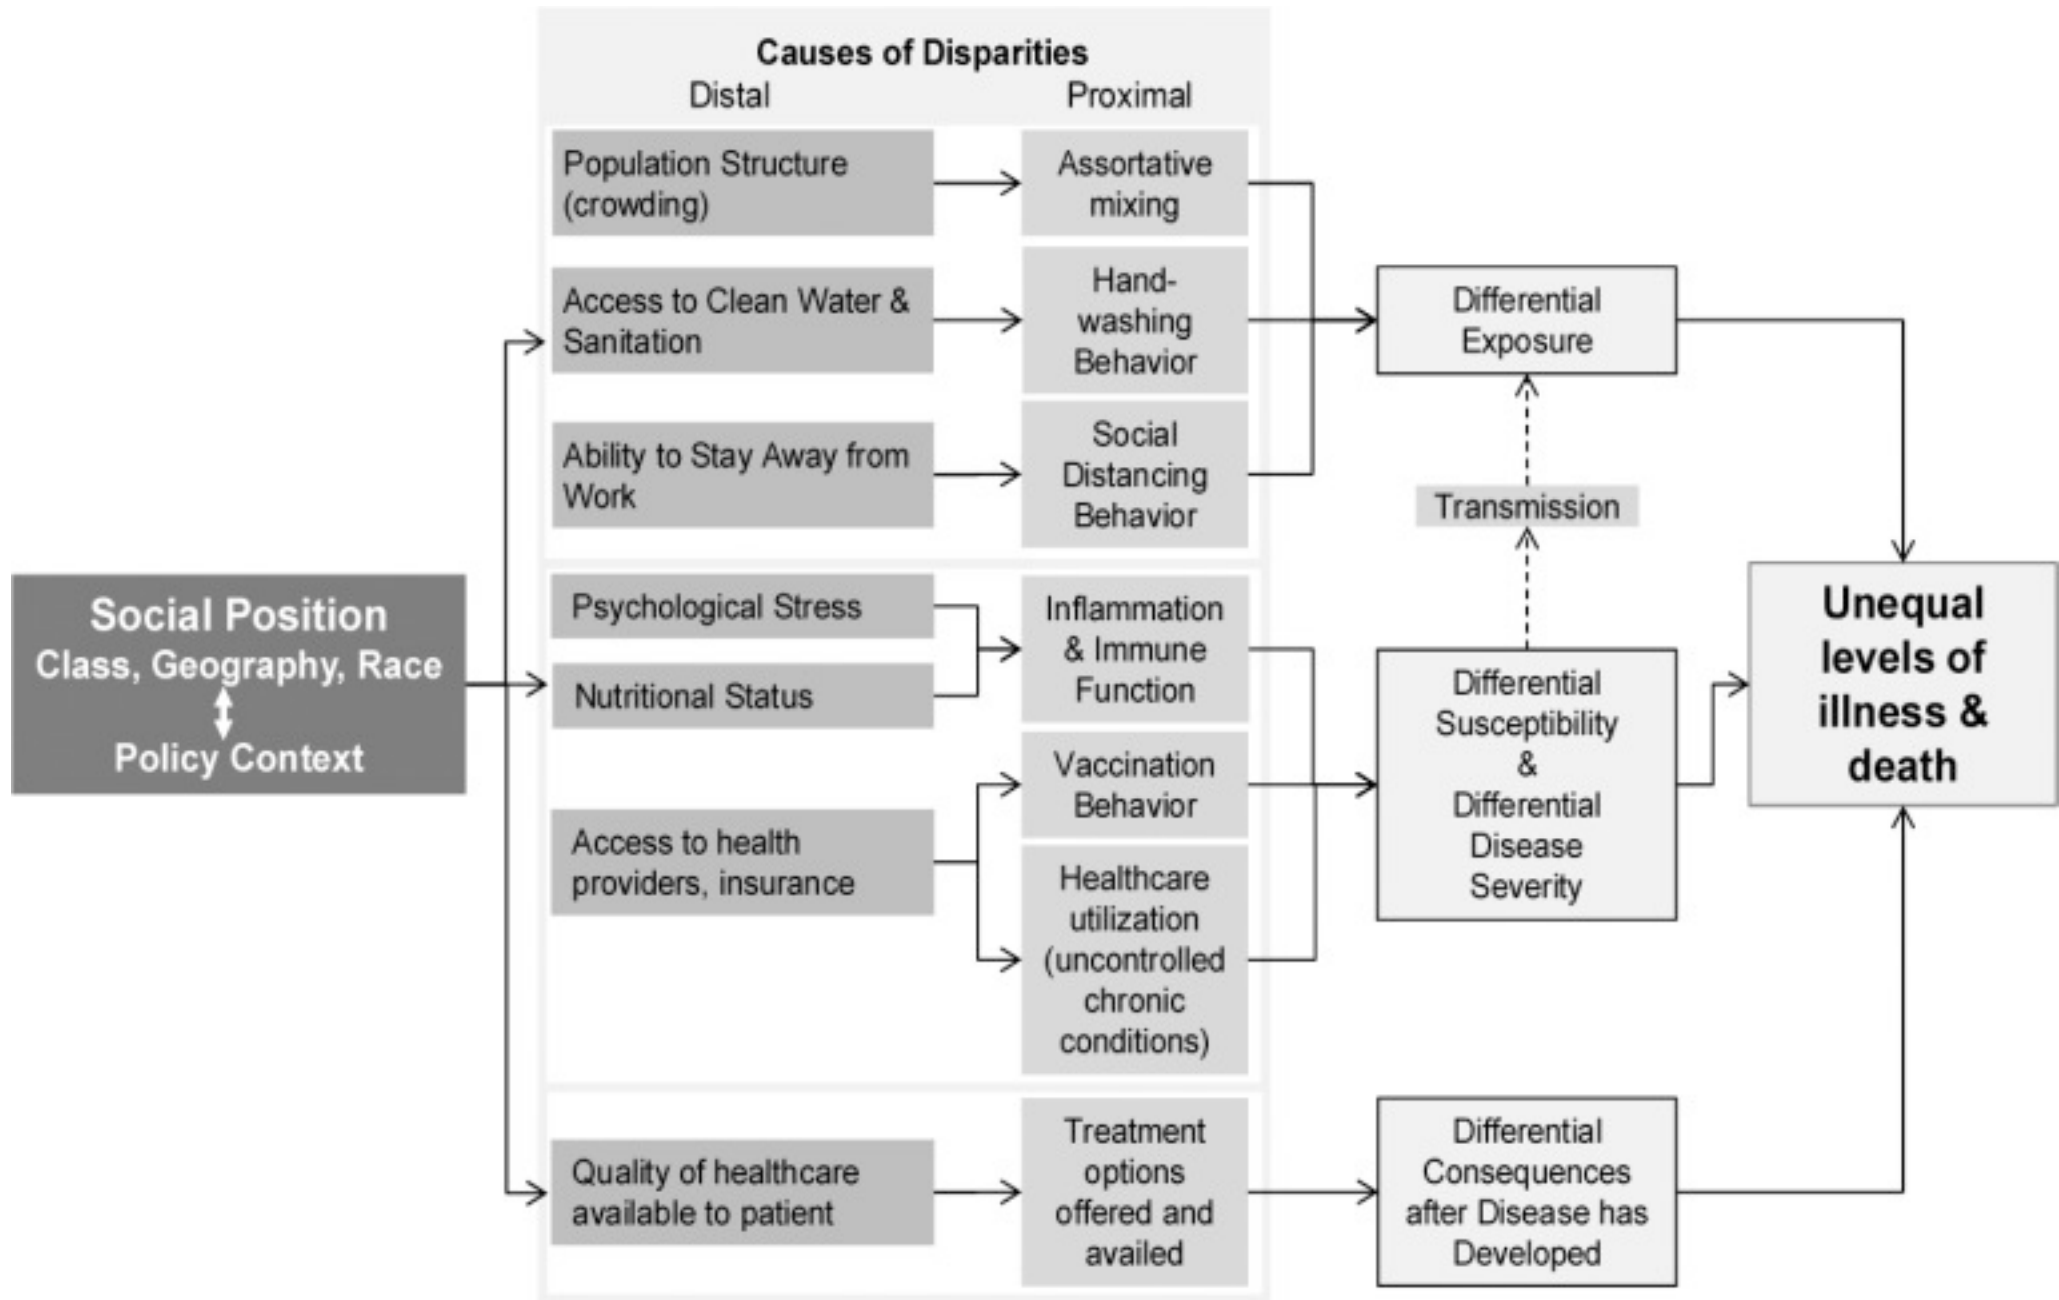 Causes of Disparities
Distal
Proximal
Population Structure
(crowding)
Assortative
mixing
Access to Clean Water &
Sanitation
Hand-
washing
Behavior
Ability to Stay Away from
Work
Social
Distancing
Behavior
Differential
Exposure
Transmission
Social Position
Class, Geography, Race
Policy Context
Psychological Stress
Nutritional Status
Inflammation
& Immune
Function
Access to health
providers, insurance
Vaccination
Behavior
Healthcare
utilization
(uncontrolled
chronic
conditions)
Differential
Susceptibility
&
Differential
Disease
Severity
Unequal
levels of
illness &
death
Quality of healthcare
available to patient
Treatment
options
offered and
availed
Differential
Consequences
after Disease has
Developed